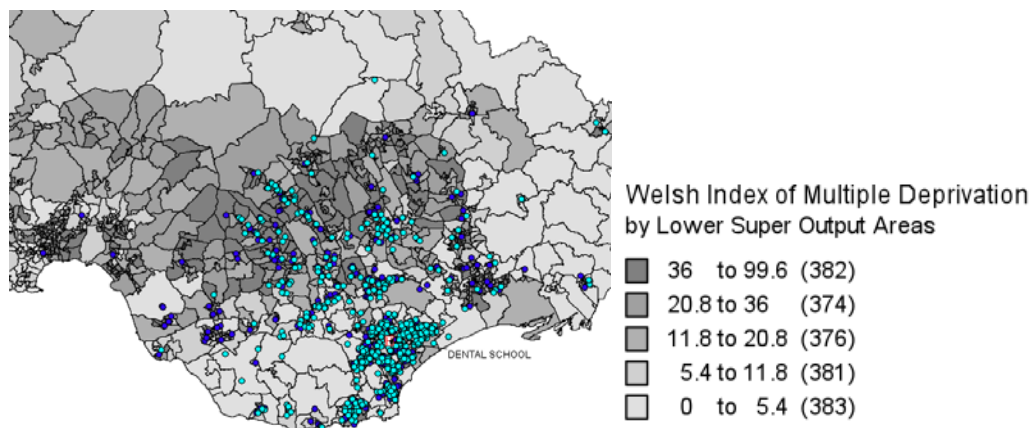 DENTAL SCHOOL
Welsh Index of Multiple Deprivation
by Lower Super Output Areas
36 to 99.6 (382)
20.8 to 36 (374)
11.8 to 20.8 (376)
5.4 to 11.8 (381)
0 to 5.4 (383)